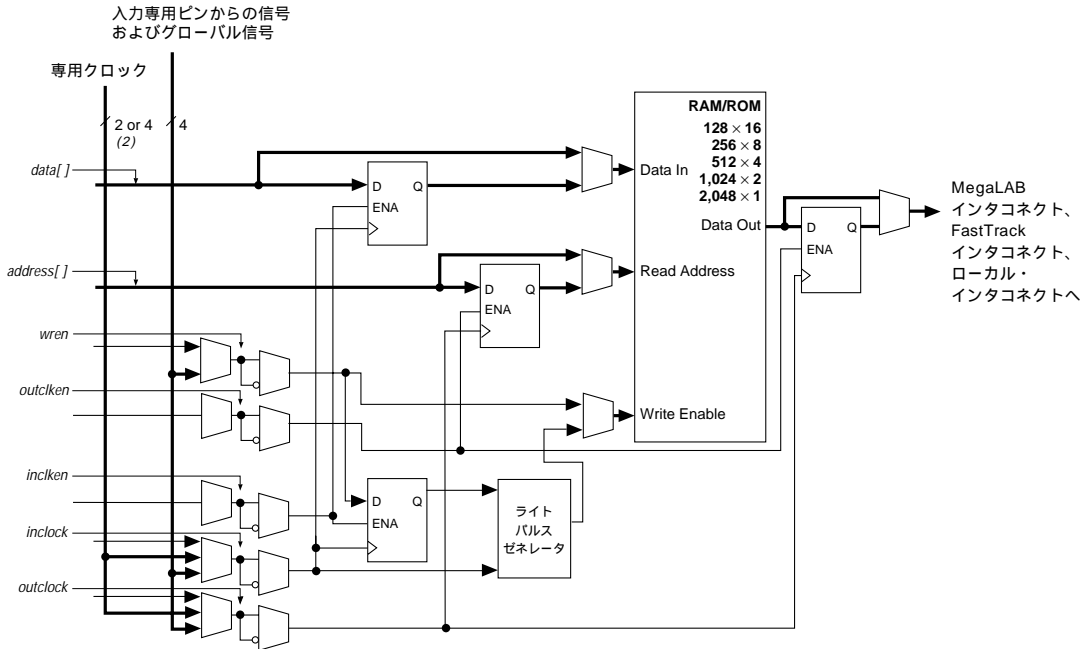 入力専用ピンからの信号
およびグローバル信号
専用クロック
2 or 4
(2)
4
data[ ]
address[ ]
wren
outclken
inclken
inclock
outclock
D
Q
ENA
D
Q
ENA
D
Q
ENA
ライト
パルス
ゼネレータ
RAM/ROM
128 × 16
256 × 8
512 × 4
1,024 × 2
2,048 × 1
Data In
Data Out
Read Address
Write Enable
D
Q
ENA
MegaLAB
インタコネクト、
FastTrack
インタコネクト、
ローカル・
インタコネクトへ